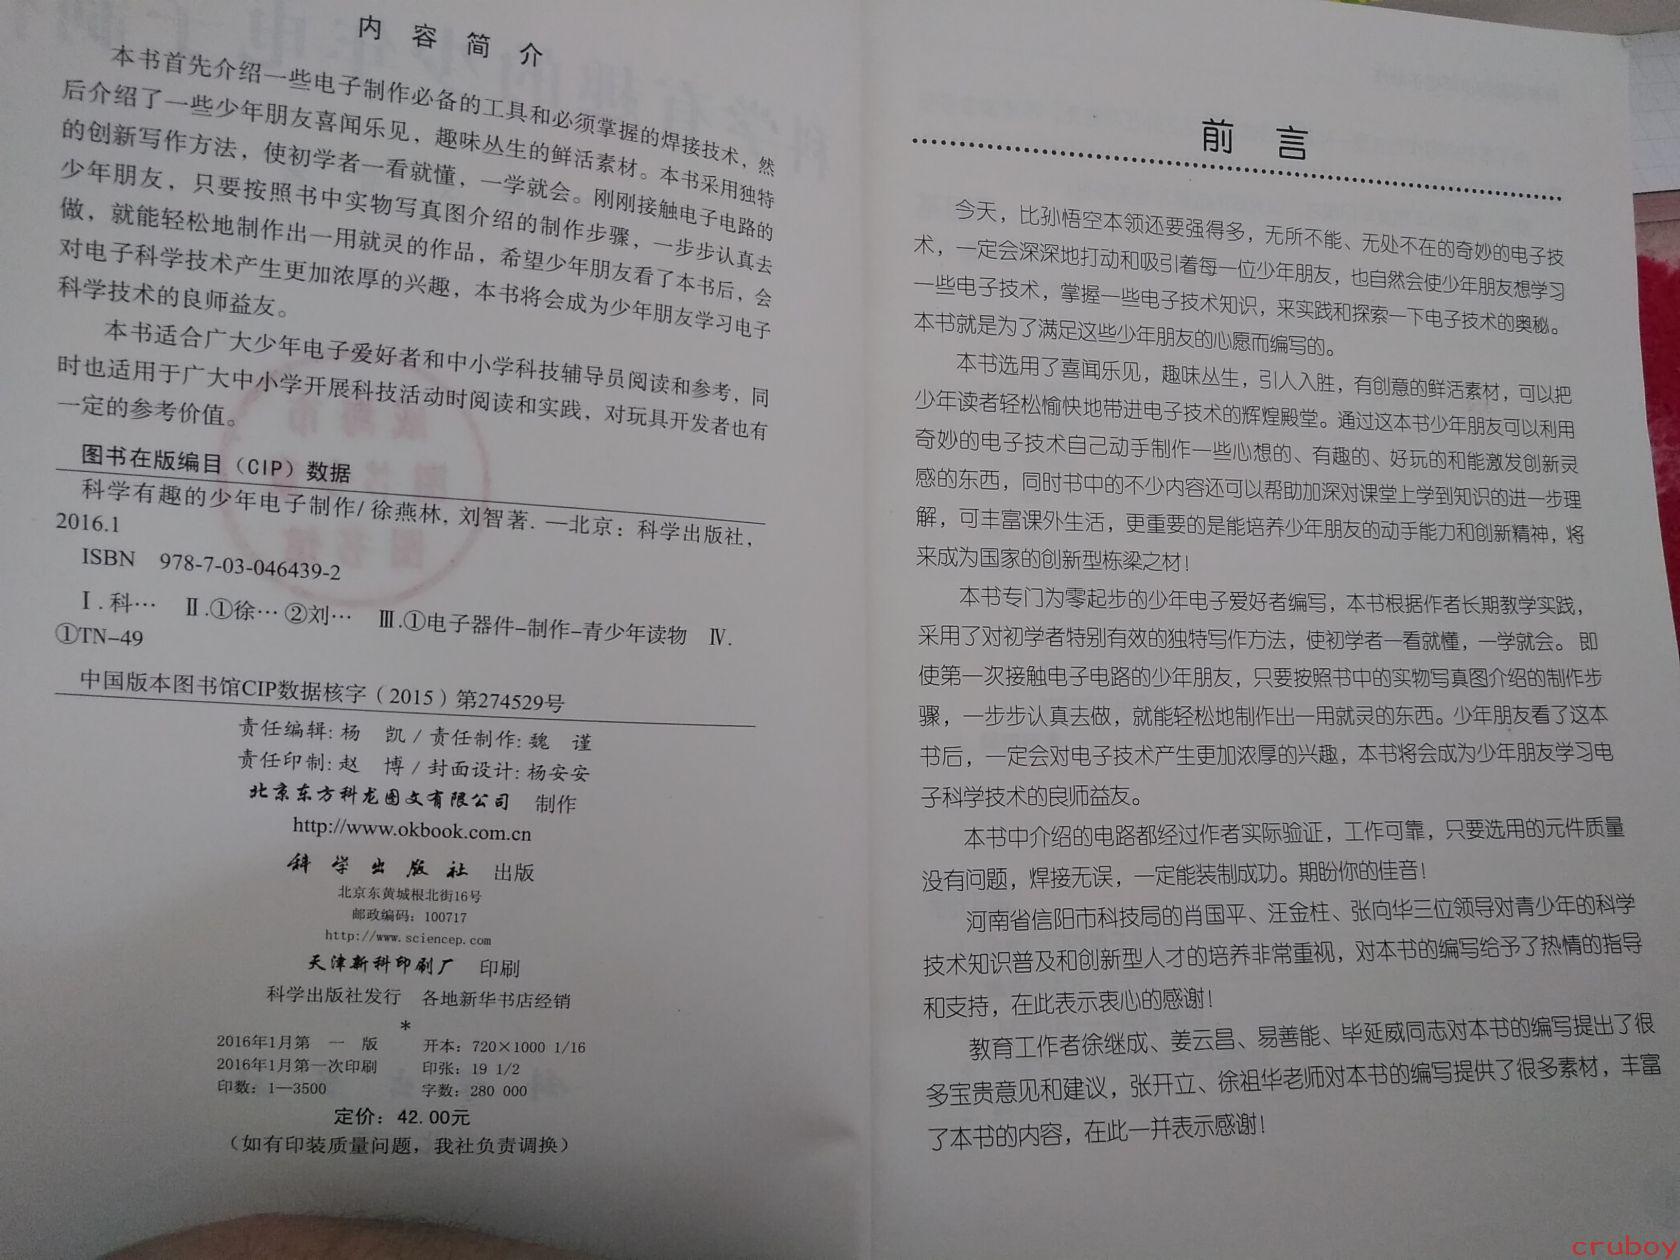 内 容 简 介
本书首先介绍一些电子制作必备的工具和必须掌握的焊接技术，然
后介绍了一些少年朋友喜闻乐见，趣味丛生的鲜活素材。本书采用独特
的创新写作方法，使初学者一看就懂，一学就会。刚刚接触电子电路的
少年朋友，只要按照书中实物写真图介绍的制作步骤，一步步认真去
做，就能轻松地制作出一用就灵的作品，希望少年朋友看了本书后，会
对电子科学技术产生更加浓厚的兴趣，本书将会成为少年朋友学习电子
科学技术的良师益友。
本书适合广大少年电子爱好者和中小学科技辅导员阅读和参考，同
时也适用于广大中小学开展科技活动时阅读和实践，对玩具开发者也有
一定的参考价值。
图书在版编目（CIP）数据
科学有趣的少年电子制作/ 徐燕林, 刘智著. —北京：科学出版社,
2016.1
ISBN 978-7-03-046439-2
Ⅰ. 科… Ⅱ.①徐… ②刘… Ⅲ.①电子器件-制作-青少年读物 Ⅳ.
①TN-49
中国版本图书馆CIP数据核字（2015）第274529号
责任编辑: 杨 凯 / 责任制作: 魏 谨
责任印制: 赵 博 / 封面设计: 杨安安
北京东方科龙图文有限公司 制作
http://www.okbook.com.cn
科 学 出 版 社 出版
北京东黄城根北街16号
邮政编码：100717
http://www.sciencep.com
天津新科印刷厂 印刷
科学出版社发行 各地新华书店经销
*
2016年1月第 一 版 开本：720×1000 1/16
2016年1月第一次印刷 印张：19 1/2
印数：1—3500 字数：280 000
定价：42.00元
（如有印装质量问题，我社负责调换）
前 言
今天，比孙悟空本领还要强得多，无所不能、无处不在的奇妙的电子技
术，一定会深深地打动和吸引着每一位少年朋友，也自然会使少年朋友想学习
一些电子技术，掌握一些电子技术知识，来实践和探索一下电子技术的奥秘。
本书就是为了满足这些少年朋友的心愿而编写的。
本书选用了喜闻乐见，趣味丛生，引人入胜，有创意的鲜活素材，可以把
少年读者轻松愉快地带进电子技术的辉煌殿堂。通过这本书少年朋友可以利用
奇妙的电子技术自己动手制作一些心想的、有趣的、好玩的和能激发创新灵
感的东西，同时书中的不少内容还可以帮助加深对课堂上学到知识的进一步理
解，可丰富课外生活，更重要的是能培养少年朋友的动手能力和创新精神，将
来成为国家的创新型栋梁之材！
本书专门为零起步的少年电子爱好者编写，本书根据作者长期教学实践，
采用了对初学者特别有效的独特写作方法，使初学者一看就懂，一学就会。即
使第一次接触电子电路的少年朋友，只要按照书中的实物写真图介绍的制作步
骤，一步步认真去做，就能轻松地制作出一用就灵的东西。少年朋友看了这本
书后，一定会对电子技术产生更加浓厚的兴趣，本书将会成为少年朋友学习电
子科学技术的良师益友。
本书中介绍的电路都经过作者实际验证，工作可靠，只要选用的元件质量
没有问题，焊接无误，一定能装制成功。期盼你的佳音！
河南省信阳市科技局的肖国平、汪金柱、张向华三位领导对青少年的科学
技术知识普及和创新型人才的培养非常重视，对本书的编写给予了热情的指导
和支持，在此表示衷心的感谢！
教育工作者徐继成、姜云昌、易善能、毕延威同志对本书的编写提出了很
多宝贵意见和建议，张开立、徐祖华老师对本书的编写提供了很多素材，丰富
了本书的内容，在此一并表示感谢！
cruboy